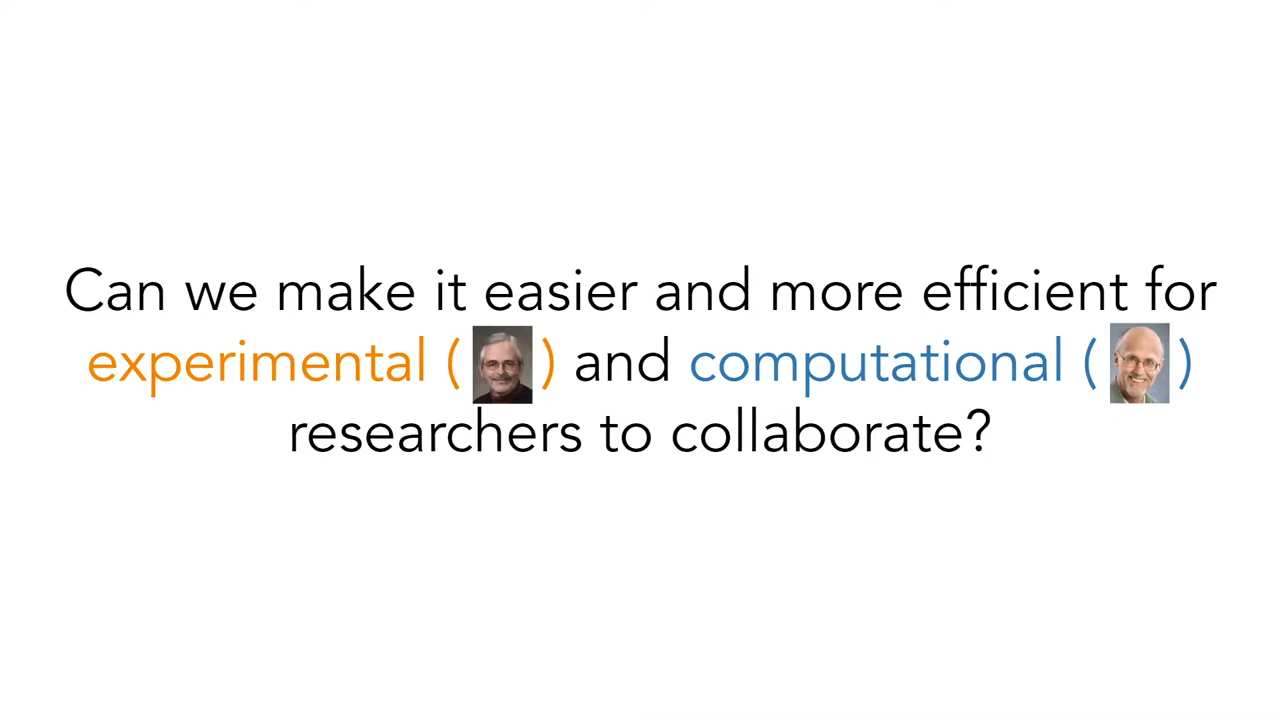 Can we make it easier and more efficient for
experimental ( ) and computational ( )
researchers to collaborate?